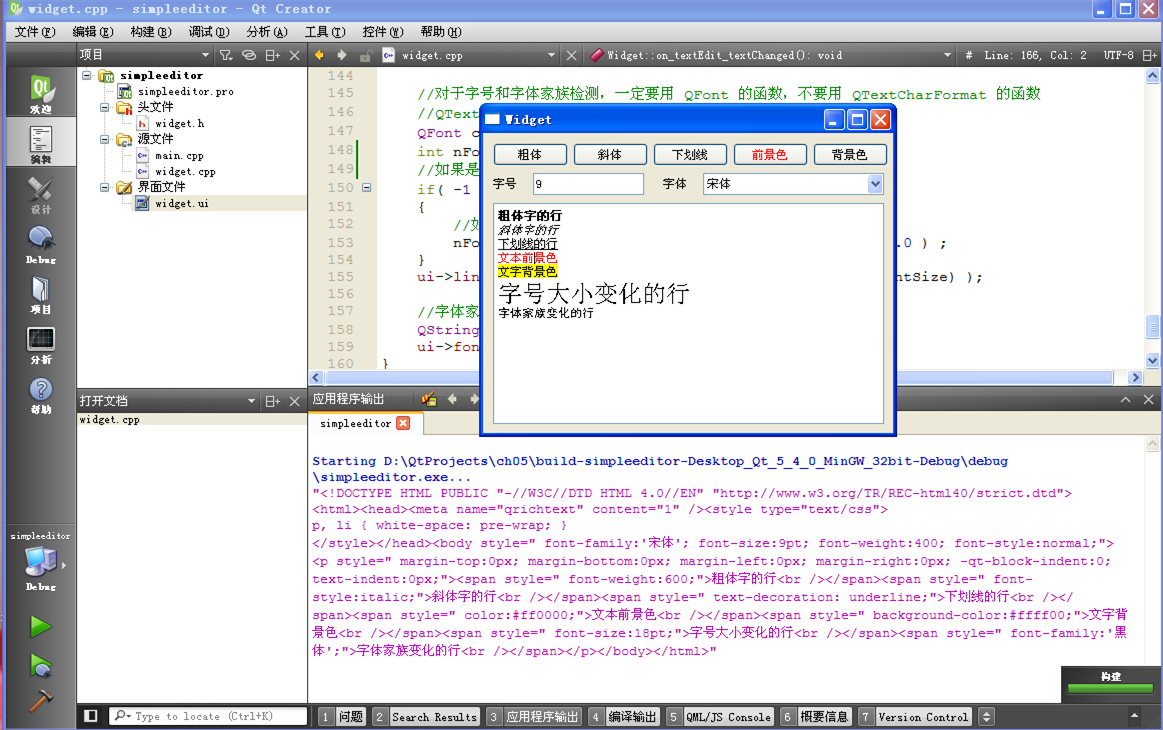 widget.cpp - simpleeditor - Qt Creator
文件(F) 编辑(E) 构建(B) 调试(D) 分析(A) 工具(T) 控件(W) 帮助(H)
项目 widget.cpp Widget::on_textEdit_textChanged(): void # Line: 166, Col: 2 UTF-8
Qt
欢迎
编辑
设计
Debug
项目
分析
帮助
simpleeditor
Debug
simpleeditor
simpleeditor.pro
头文件
h widget.h
源文件
c++ main.cpp
c++ widget.cpp
界面文件
widget.ui
打开文档
widget.cpp
144
145 //对于字号和字体家族检测，一定要用 QFont 的函数，不要用 QTextCharFormat 的函数
146 //QText
147 QFont c
148 int nFo
149 //如果是
150 if( -1
151 {
152 //如
153 nFo .0 ) ;
154 }
155 ui->lin ntSize) );
156
157 //字体家
158 QString
159 ui->fon
160 }
Widget
粗体 斜体 下划线 前景色 背景色
字号 9 字体 宋体
粗体字的行
斜体字的行
下划线的行
文本前景色
文字背景色
字号大小变化的行
字体家族变化的行
应用程序输出
simpleeditor
Starting D:\QtProjects\ch05\build-simpleeditor-Desktop_Qt_5_4_0_MinGW_32bit-Debug\debug
\simpleeditor.exe...
"<!DOCTYPE HTML PUBLIC "-//W3C//DTD HTML 4.0//EN" "http://www.w3.org/TR/REC-html40/strict.dtd">
<html><head><meta name="qrichtext" content="1" /><style type="text/css">
p, li { white-space: pre-wrap; }
</style></head><body style=" font-family:'宋体'; font-size:9pt; font-weight:400; font-style:normal;">
<p style=" margin-top:0px; margin-bottom:0px; margin-left:0px; margin-right:0px; -qt-block-indent:0;
text-indent:0px;"><span style=" font-weight:600;">粗体字的行<br /></span><span style=" font-
style:italic;">斜体字的行<br /></span><span style=" text-decoration: underline;">下划线的行<br /></
span><span style=" color:#ff0000;">文本前景色<br /></span><span style=" background-color:#ffff00;">文字背
景色<br /></span><span style=" font-size:18pt;">字号大小变化的行<br /></span><span style=" font-family:'黑
体';">字体家族变化的行<br /></span></p></body></html>"
构建
Type to locate (Ctrl+K) 1 问题 2 Search Results 3 应用程序输出 4 编译输出 5 QML/JS Console 6 概要信息 7 Version Control